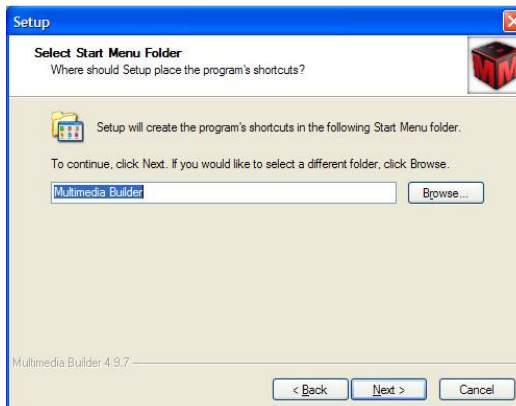 Setup
Select Start Menu Folder
Where should Setup place the program's shortcuts?
Setup will create the program's shortcuts in the following Start Menu folder.
To continue, click Next. If you would like to select a different folder, click Browse.
Multimedia Builder
Browse...
Multimedia Builder 4.9.7
< Back
Next >
Cancel